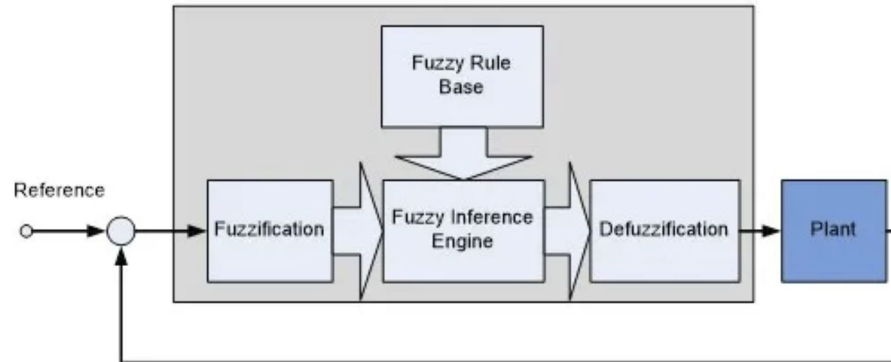 Fuzzy Rule
Base
Reference
Fuzzification
Fuzzy Inference
Engine
Defuzzification
Plant